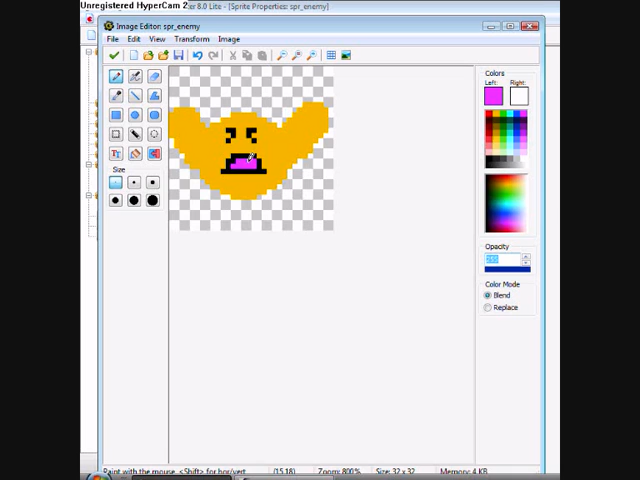 Unregistered HyperCam 2
er 8.0 Lite - [Sprite Properties: spr_enemy]
Image Editor: spr_enemy
File Edit View Transform Image
Colors
Left: Right:
Size
Opacity
255
Color Mode
Blend
Replace
Paint with the mouse, <Shift> for hor/vert
(15,18)
Zoom: 800%
Size: 32 x 32
Memory: 4 KB